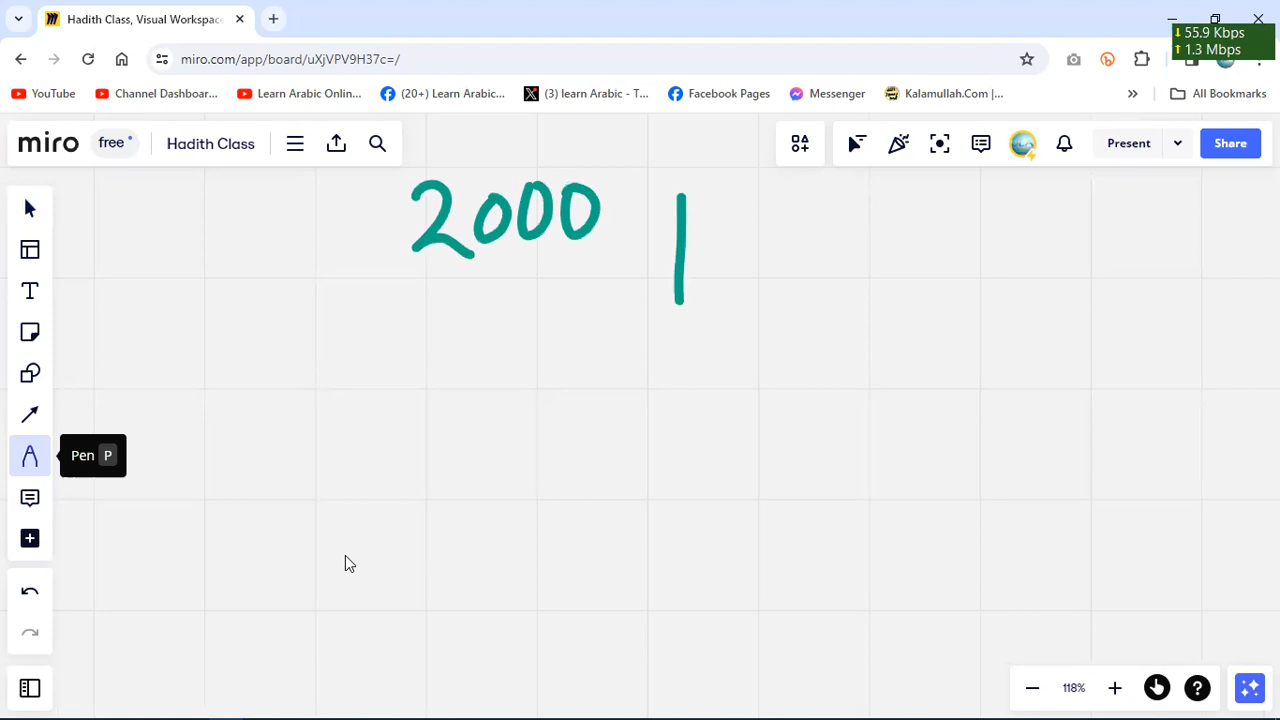 Hadith Class, Visual Workspac
55.9 Kbps
1.3 Mbps
miro.com/app/board/uXjVPV9H37c=/
YouTube
Channel Dashboar...
Learn Arabic Onlin...
(20+) Learn Arabic...
(3) learn Arabic - T...
Facebook Pages
Messenger
Kalamullah.Com |...
All Bookmarks
miro
free
Hadith Class
Present
Share
2000 |
Pen P
118%